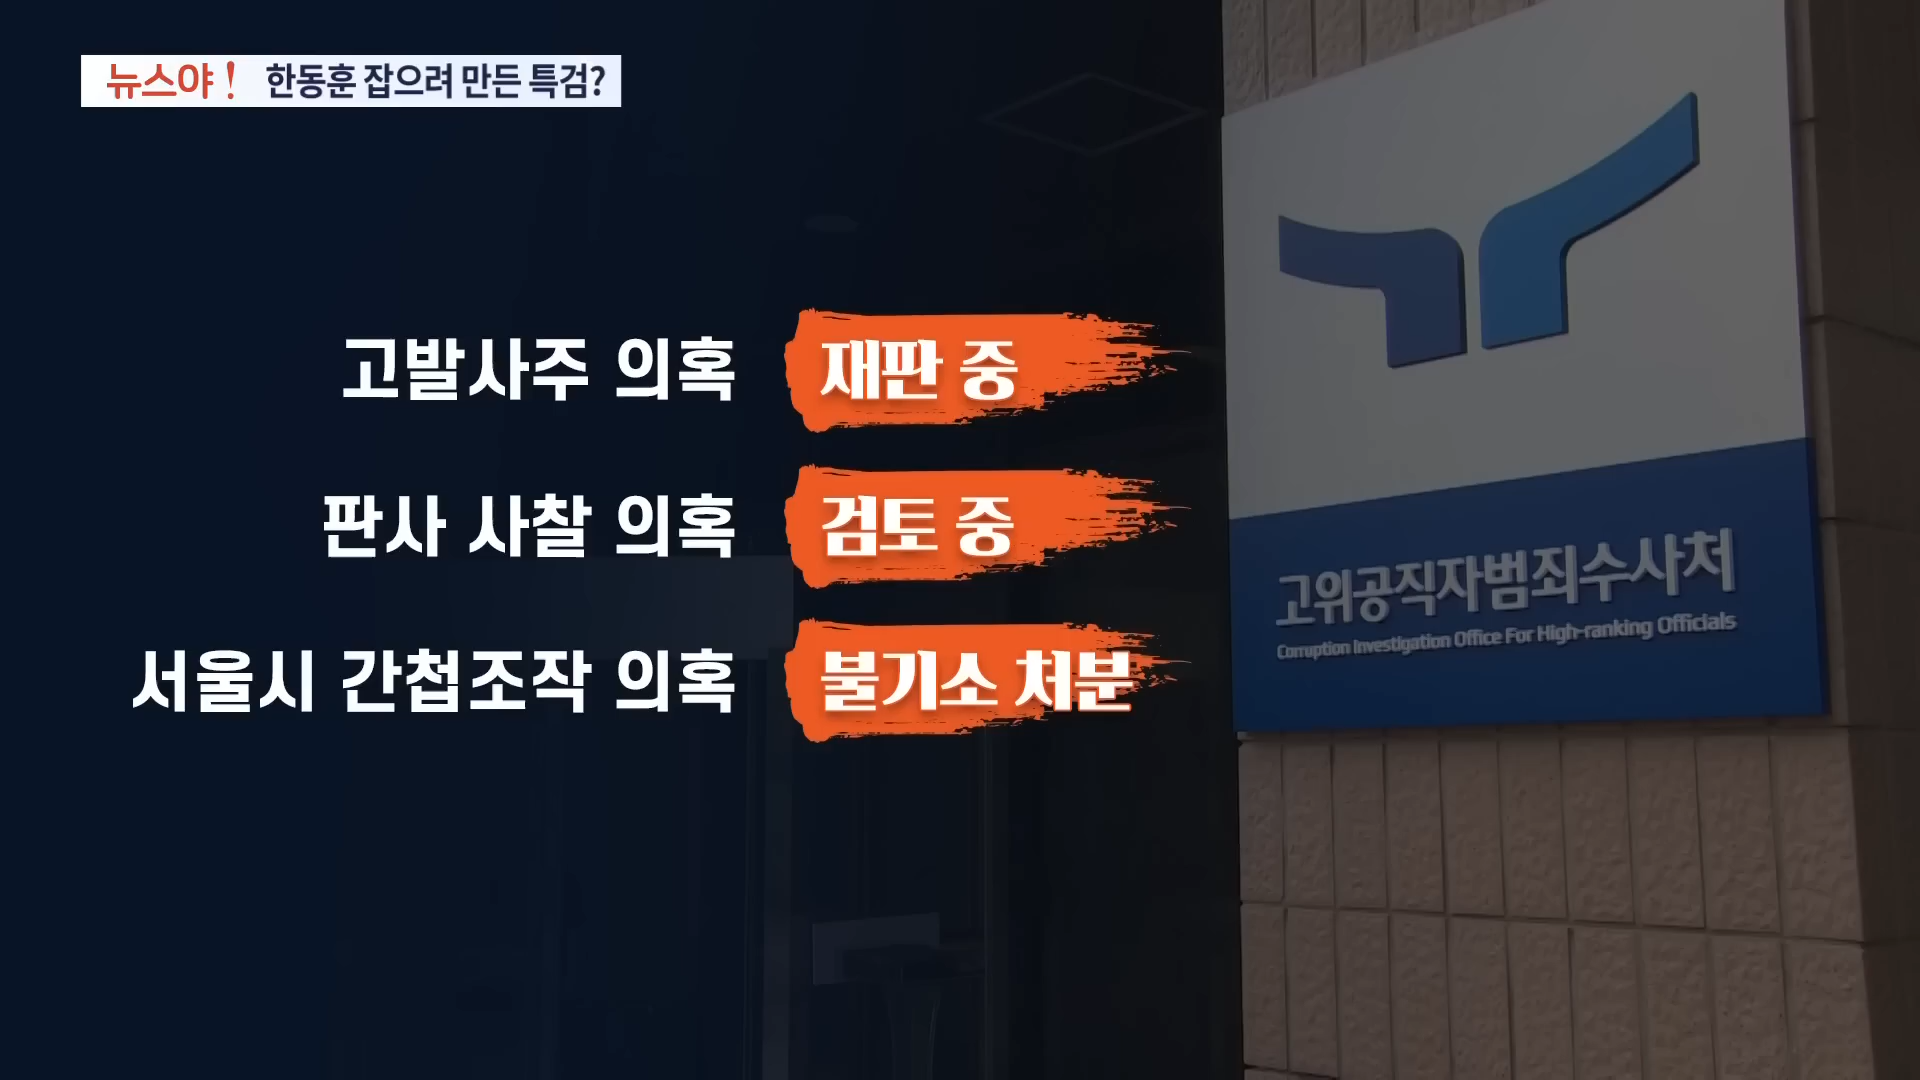 뉴스야! 한동훈 잡으려 만든 특검?
고발사주 의혹 재판 중
판사 사찰 의혹 검토 중
서울시 간첩조작 의혹 불기소 처분
고위공직자범죄수사처
Corruption Investigation Office For High-ranking Officials